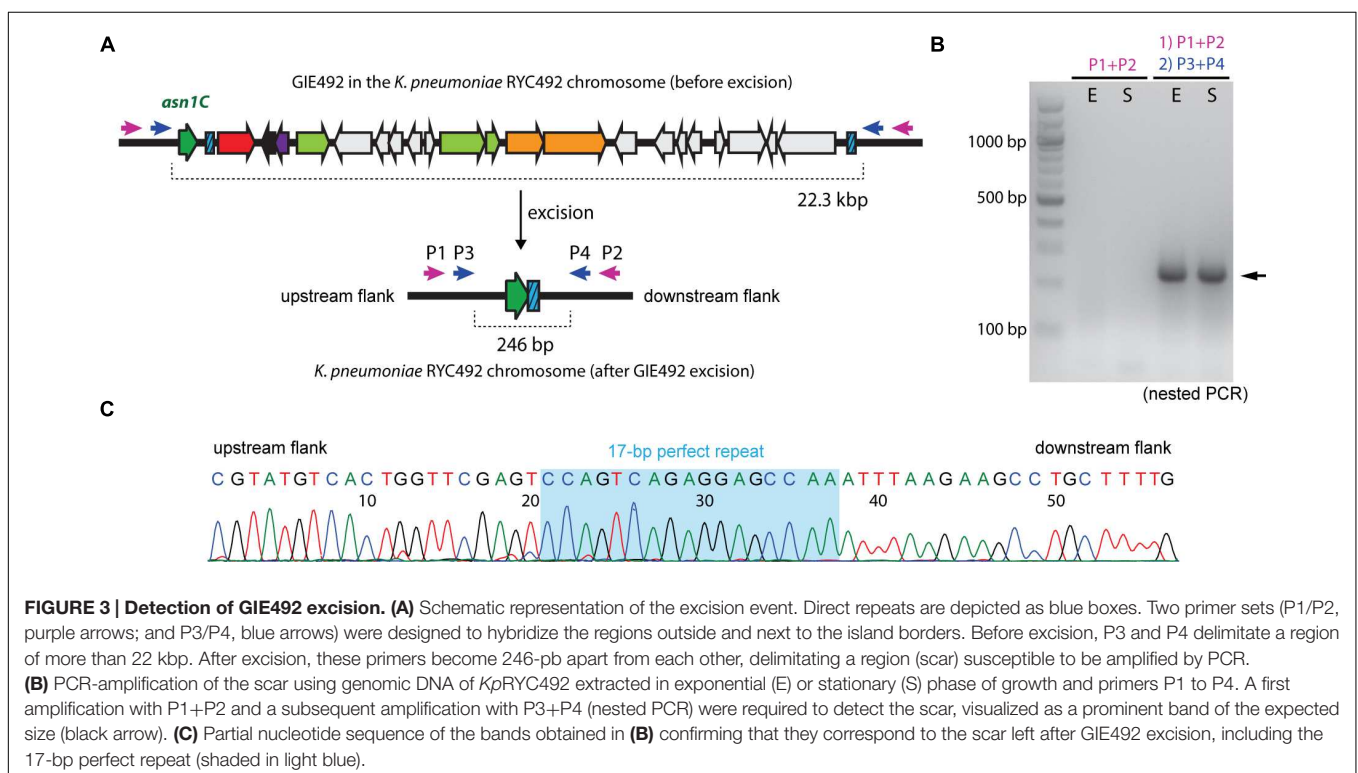 A
GIE492 in the K. pneumoniae RYC492 chromosome (before excision)
asn1C
22.3 kbp
excision
P1 P3 P4 P2
upstream flank downstream flank
246 bp
K. pneumoniae RYC492 chromosome (after GIE492 excision)
B
1) P1+P2
P1+P2 2) P3+P4
E S E S
1000 bp
500 bp
100 bp
(nested PCR)
C
upstream flank 17-bp perfect repeat downstream flank
CGTATGTCACTGGTTCGAGTCCAGTCAGAGGAGCCAAATTTAAGAAGCCTGCTTTTG
10 20 30 40 50
FIGURE 3 | Detection of GIE492 excision. (A) Schematic representation of the excision event. Direct repeats are depicted as blue boxes. Two primer sets (P1/P2,
purple arrows; and P3/P4, blue arrows) were designed to hybridize the regions outside and next to the island borders. Before excision, P3 and P4 delimitate a region
of more than 22 kbp. After excision, these primers become 246-pb apart from each other, delimitating a region (scar) susceptible to be amplified by PCR.
(B) PCR-amplification of the scar using genomic DNA of KpRYC492 extracted in exponential (E) or stationary (S) phase of growth and primers P1 to P4. A first
amplification with P1+P2 and a subsequent amplification with P3+P4 (nested PCR) were required to detect the scar, visualized as a prominent band of the expected
size (black arrow). (C) Partial nucleotide sequence of the bands obtained in (B) confirming that they correspond to the scar left after GIE492 excision, including the
17-bp perfect repeat (shaded in light blue).